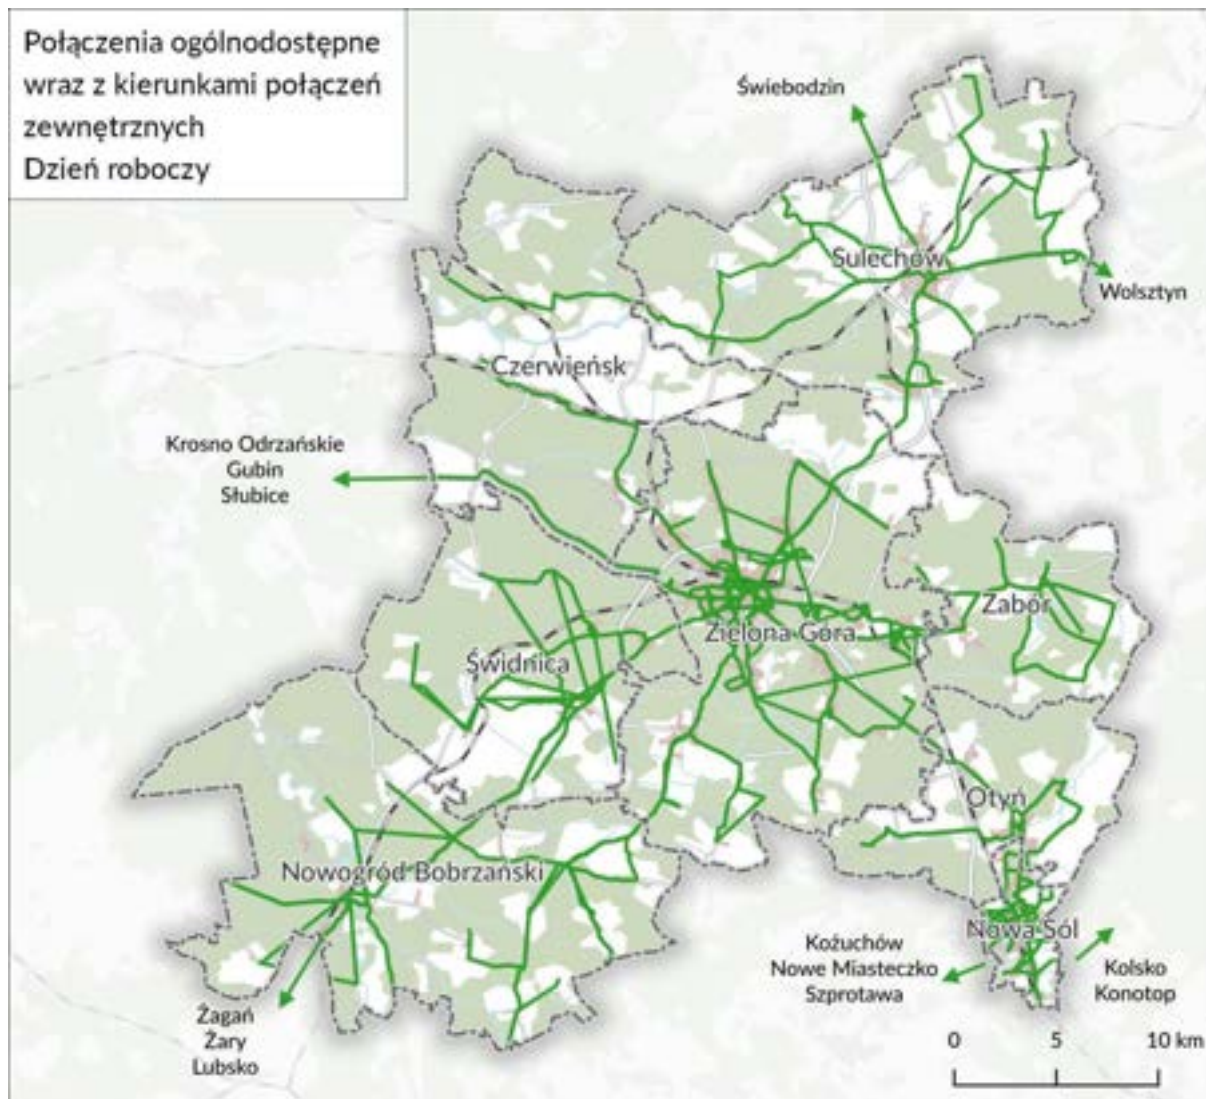 Połączenia ogólnodostępne
wraz z kierunkami połączeń
zewnętrznych
Dzień roboczy
Świebodzin
Sulechów
Wolsztyn
Czerwieńsk
Krosno Odrzańskie
Gubin
Słubice
Zabór
Zielona Góra
Świdnica
Otyń
Nowogród Bobrzański
Nowa Sól
Kożuchów
Nowe Miasteczko
Szprotawa
Kolsko
Konotop
Żagań
Żary
Lubsko
0 5 10 km